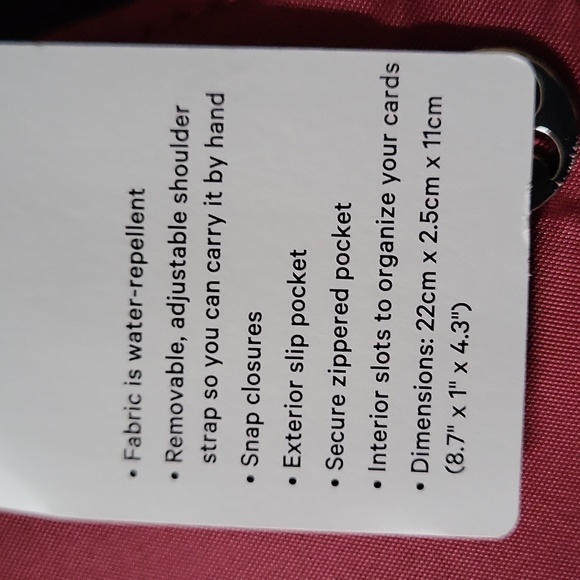 • Fabric is water-repellent
• Removable, adjustable shoulder
strap so you can carry it by hand
• Snap closures
• Exterior slip pocket
• Secure zippered pocket
• Interior slots to organize your cards
• Dimensions: 22cm x 2.5cm x 11cm
(8.7" x 1" x 4.3")